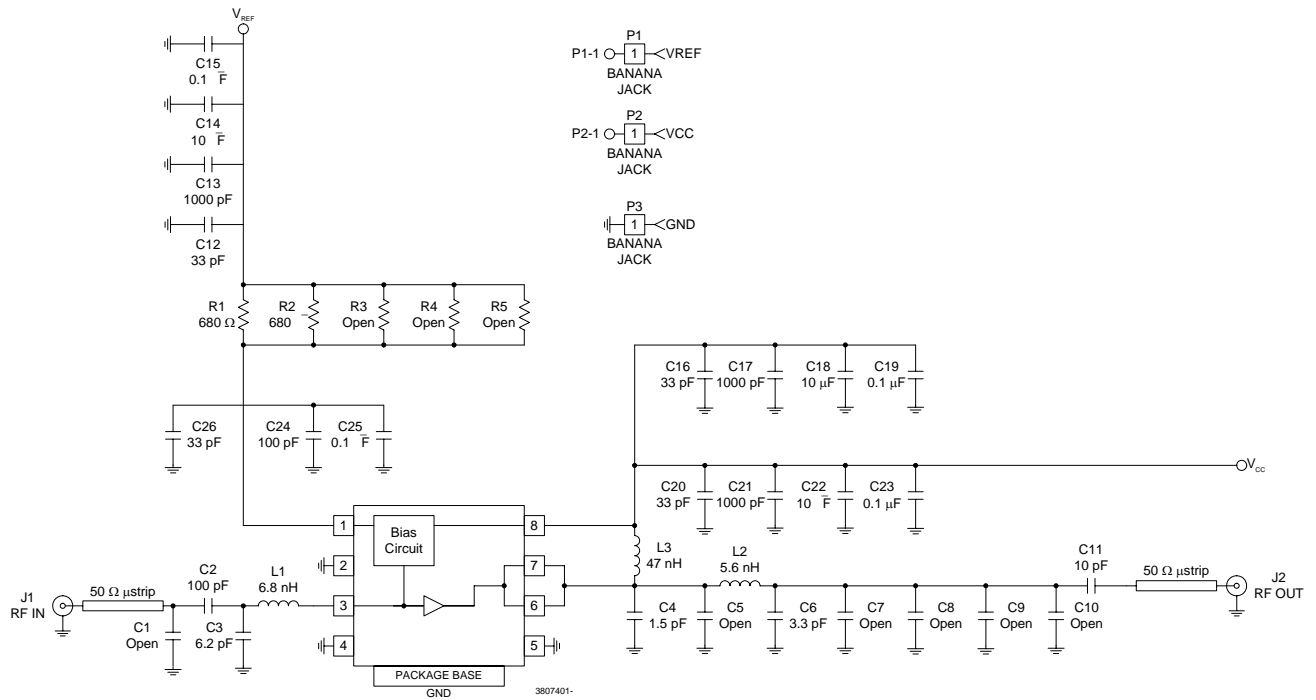 V REF
C15
0.1 F
C14
10 F
C13
1000 pF
C12
33 pF
P1
P1-1 1 VREF
BANANA
JACK
P2
P2-1 1 VCC
BANANA
JACK
P3
1 GND
BANANA
JACK
R1
680 Ω
R2
680
R3
Open
R4
Open
R5
Open
C16
33 pF
C17
1000 pF
C18
10 µF
C19
0.1 µF
C26
33 pF
C24
100 pF
C25
0.1 F
C20
33 pF
C21
1000 pF
C22
10 F
C23
0.1 µF
V CC
1
Bias
Circuit
8
2
7
3
6
4
5
PACKAGE BASE
GND
3807401-
L3
47 nH
L2
5.6 nH
C11
10 pF
50 Ω µstrip
J2
RF OUT
J1
RF IN
50 Ω µstrip
C2
100 pF
L1
6.8 nH
C1
Open
C3
6.2 pF
C4
1.5 pF
C5
Open
C6
3.3 pF
C7
Open
C8
Open
C9
Open
C10
Open